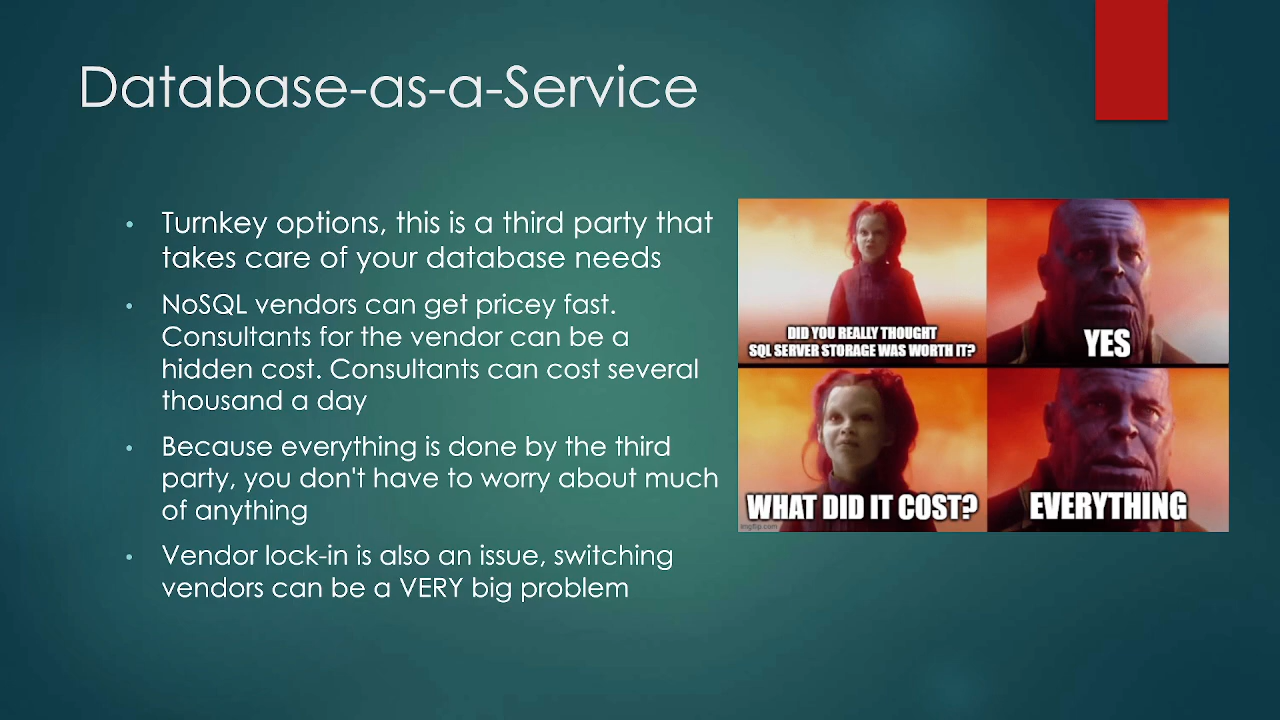 Database-as-a-Service
• Turnkey options, this is a third party that
takes care of your database needs
• NoSQL vendors can get pricey fast.
Consultants for the vendor can be a
hidden cost. Consultants can cost several
thousand a day
• Because everything is done by the third
party, you don't have to worry about much
of anything
• Vendor lock-in is also an issue, switching
vendors can be a VERY big problem
DID YOU REALLY THOUGHT
SQL SERVER STORAGE WAS WORTH IT?
YES
WHAT DID IT COST?
EVERYTHING
imgflip.com